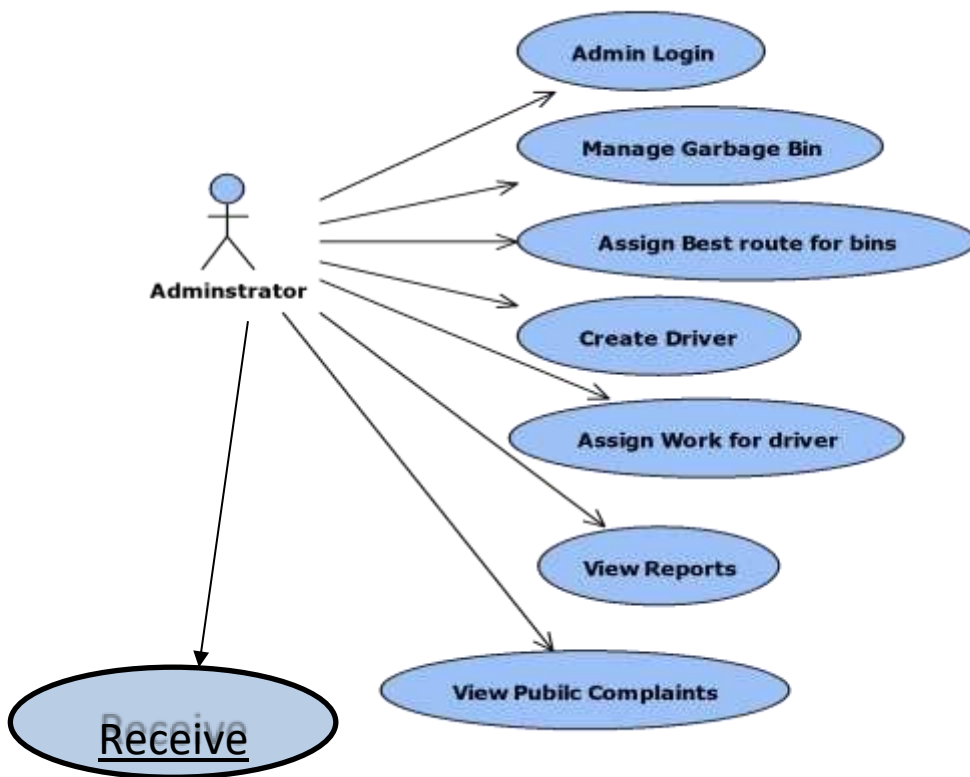 Admin Login
Manage Garbage Bin
Assign Best route for bins
Adminstrator
Create Driver
Assign Work for driver
View Reports
View Pubilc Complaints
Receive
Receive